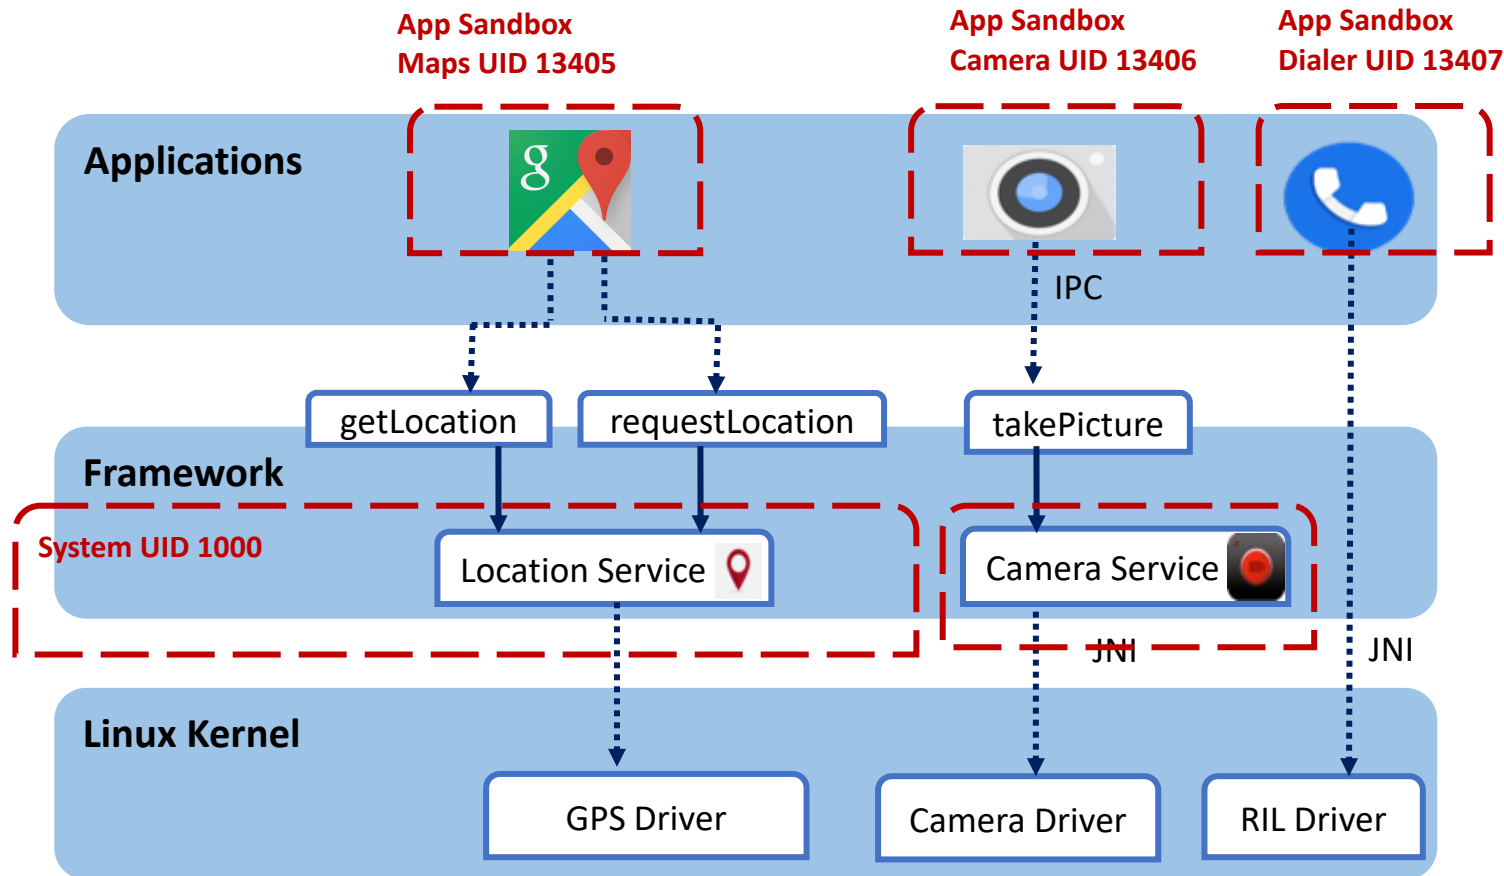 App Sandbox
Maps UID 13405
App Sandbox
Camera UID 13406
App Sandbox
Dialer UID 13407
Applications
g
IPC
getLocation
requestLocation
takePicture
Framework
System UID 1000
Location Service
Camera Service
JNI
JNI
Linux Kernel
GPS Driver
Camera Driver
RIL Driver